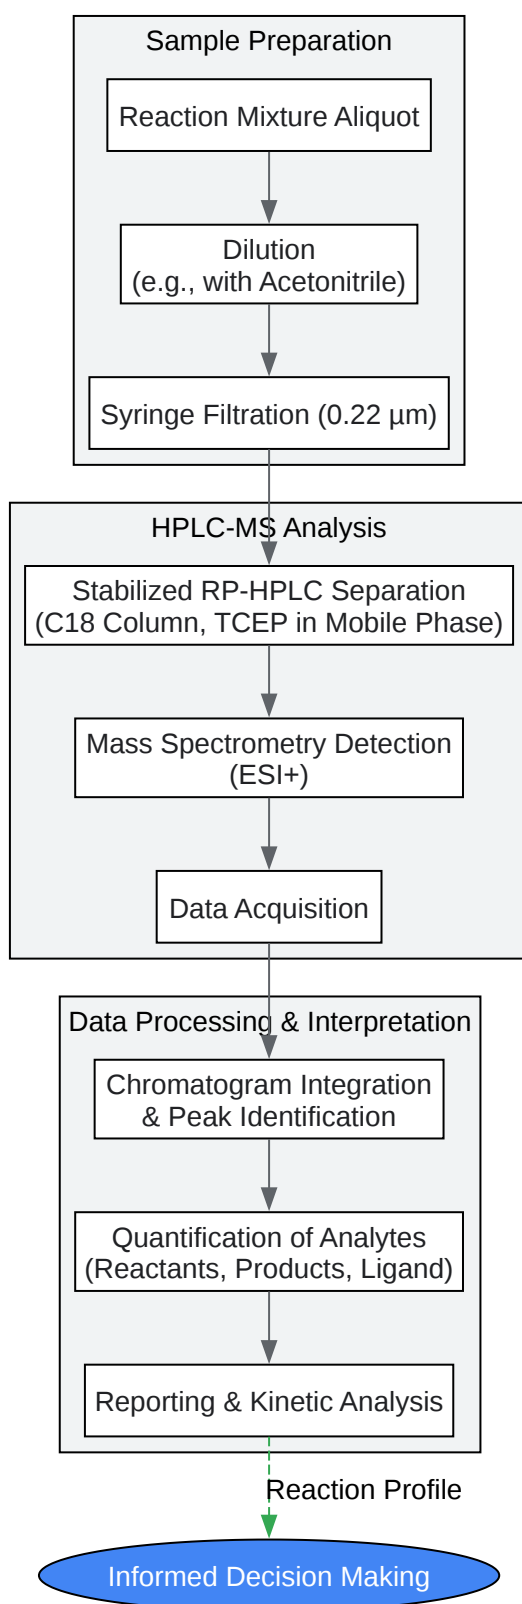 Sample Preparation
Reaction Mixture Aliquot
Dilution
(e.g., with Acetonitrile)
Syringe Filtration (0.22 µm)
HPLC-MS Analysis
Stabilized RP-HPLC Separation
(C18 Column, TCEP in Mobile Phase)
Mass Spectrometry Detection
(ESI+)
Data Acquisition
Data Processing & Interpretation
Chromatogram Integration
& Peak Identification
Quantification of Analytes
(Reactants, Products, Ligand)
Reporting & Kinetic Analysis
Reaction Profile
Informed Decision Making